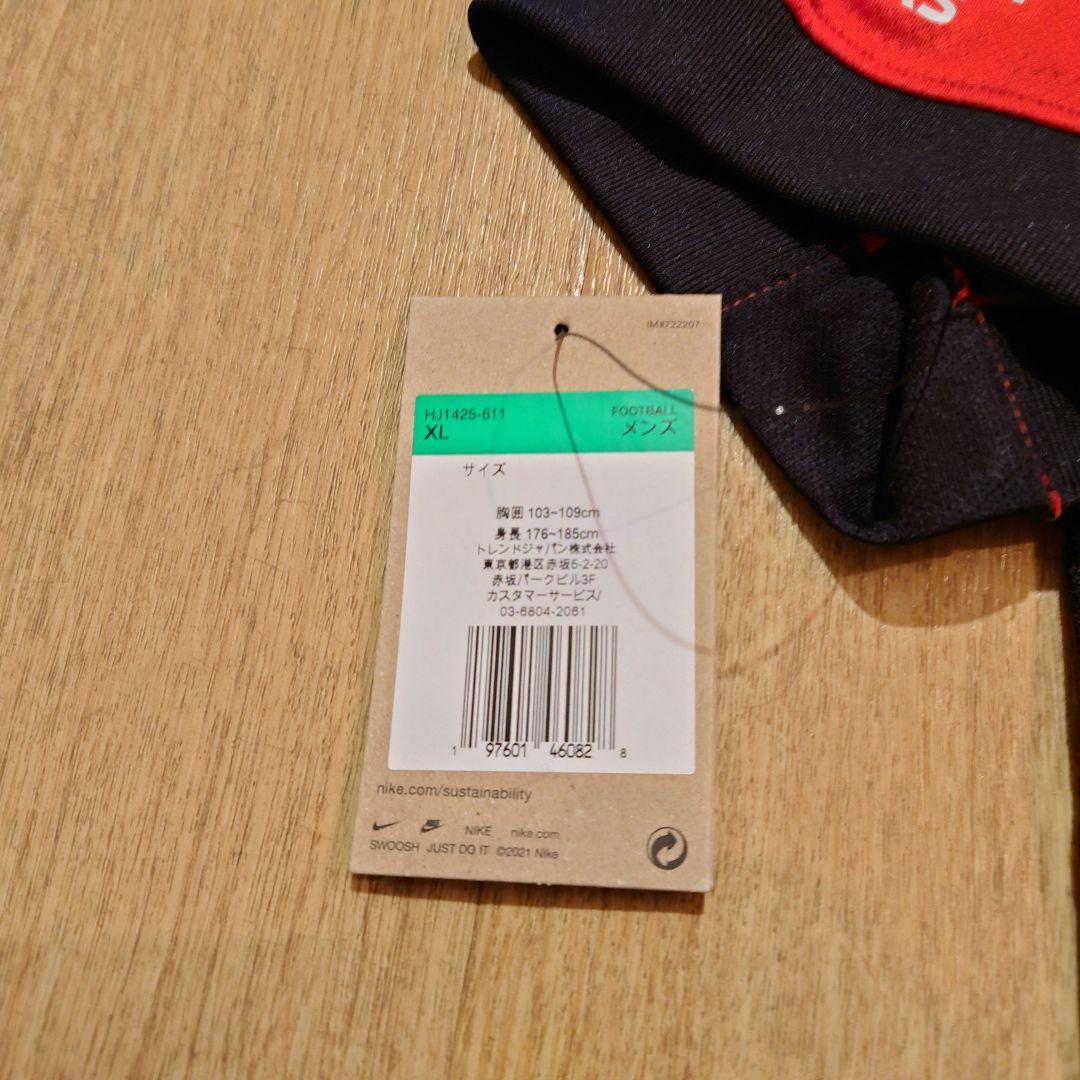 IM#722207
HJ1425-611 FOOTBALL
XL メンズ
サイズ
胸囲 103~109cm
身長 176~185cm
トレンドジャパン株式会社
東京都港区赤坂5-2-20
赤坂パークビル3F
カスタマーサービス/
03-6804-2061
1 97601 46082 8
nike.com/sustainability
NIKE nike.com
SWOOSH JUST DO IT ©2021 Nike